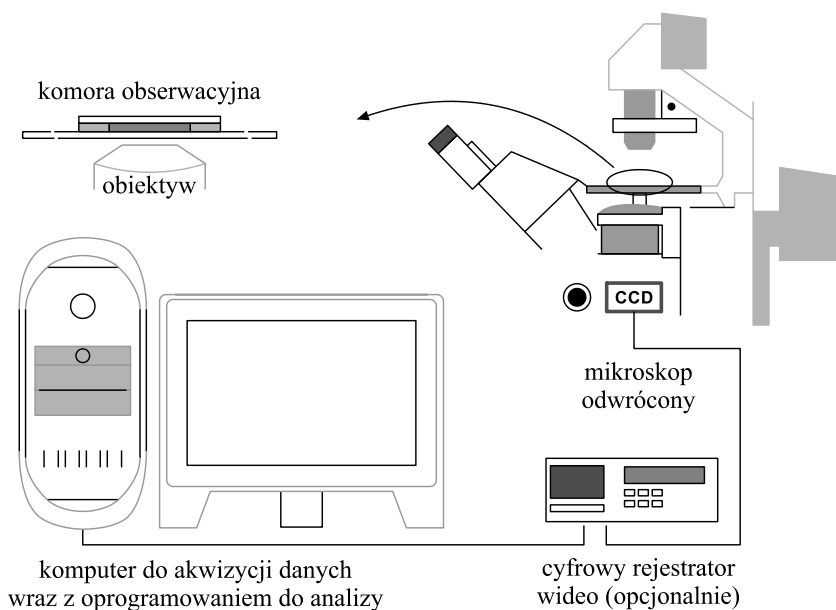 komora obserwacyjna
obiektyw
CCD
mikroskop
odwrócony
komputer do akwizycji danych
wraz z oprogramowaniem do analizy
cyfrowy rejestrator
wideo (opcjonalnie)